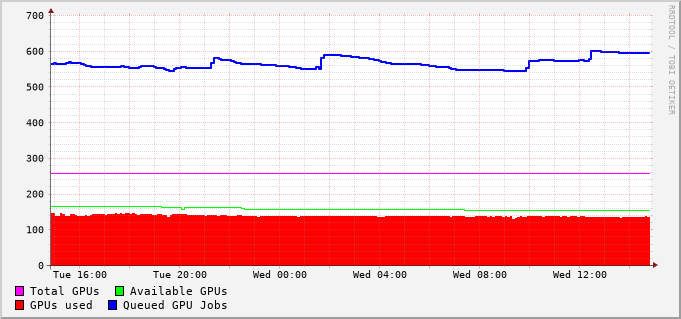 700
600
500
400
300
200
100
0
Tue 16:00 Tue 20:00 Wed 00:00 Wed 04:00 Wed 08:00 Wed 12:00
Total GPUs Available GPUs
GPUs used Queued GPU Jobs
RRDTOOL / TOBI OETIKER